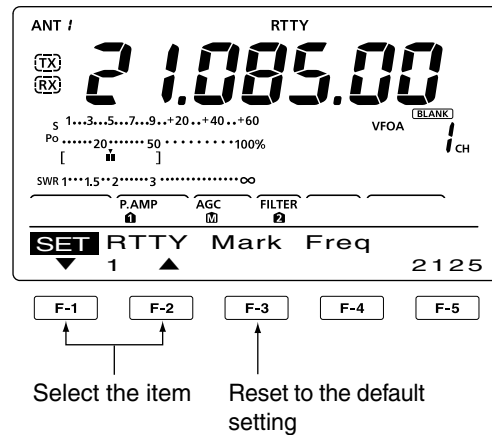 ANT 1 RTTY
TX
RX
21.085.00
S 1•••3•••5•••7•••9••+20••+40••+60
Po ••••••20•••••50•••••••••100%
[ ]
VFOA BLANK
1 CH
SWR 1•••1.5••2•••••3••••••••••••••••∞
P.AMP AGC FILTER
1 M 2
SET RTTY Mark Freq
▼ 1 ▲ 2125
F-1 F-2 F-3 F-4 F-5
Select the item Reset to the default
setting